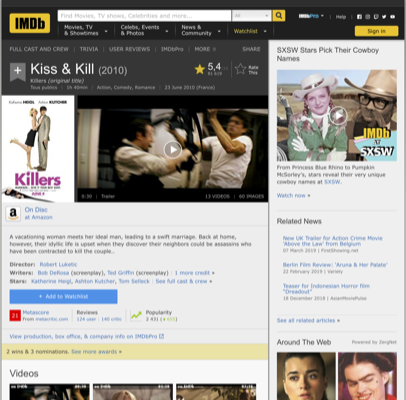 IMDb
Find Movies, TV shows, Celebrities and more...
All
IMDbPro
Help
Movies, TV
& Showtimes
Celebs, Events
& Photos
News &
Community
Watchlist
Sign in
FULL CAST AND CREW | TRIVIA | USER REVIEWS | IMDbPro | MORE
SHARE
Kiss & Kill (2010)
Killers (original title)
Tous publics | 1h 40min | Action, Comedy, Romance | 23 June 2010 (France)
5,4
Rate
This
Katherine HEIGL Ashton KUTCHER
Killers
0:30 | Trailer
13 VIDEOS | 60 IMAGES
On Disc
at Amazon
A vacationing woman meets her ideal man, leading to a swift marriage. Back at home,
however, their idyllic life is upset when they discover their neighbors could be assassins who
have been contracted to kill the couple..
Director: Robert Luketic
Writers: Bob DeRosa (screenplay), Ted Griffin (screenplay) | 1 more credit »
Stars: Katherine Heigl, Ashton Kutcher, Tom Selleck | See full cast & crew »
+ Add to Watchlist
21
Metascore
From metacritic.com
Reviews
124 user | 140 critic
Popularity
2 431
View production, box office, & company info on IMDbPro
2 wins & 3 nominations. See more awards »
Videos
SXSW Stars Pick Their Cowboy
Names
IMDb
at
SXSW
From Princess Blue Rhino to Pumpkin
McSorley's, stars reveal their very unique
cowboy names at SXSW.
Watch now »
Related News
New UK Trailer for Action Crime Movie
'Above the Law' from Belgium..
07 March 2019 | FirstShowing.net
Berlin Film Review: 'Aruna & Her Palate'
22 February 2019 | Variety
Teaser for Indonesian Horror film
"Dreadout"
18 December 2018 | AsianMoviePulse
See all related articles »
Around The Web
Powered by ZergNet